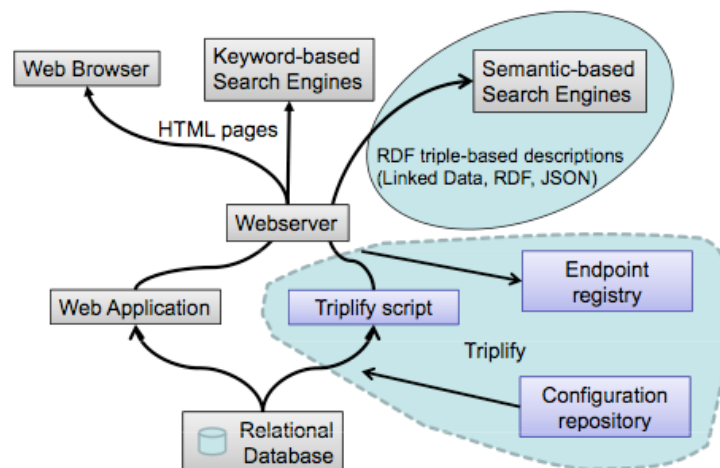 Web Browser
Keyword-based
Search Engines
Semantic-based
Search Engines
HTML pages
RDF triple-based descriptions
(Linked Data, RDF, JSON)
Webserver
Endpoint
registry
Web Application
Triplify script
Triplify
Configuration
repository
Relational
Database